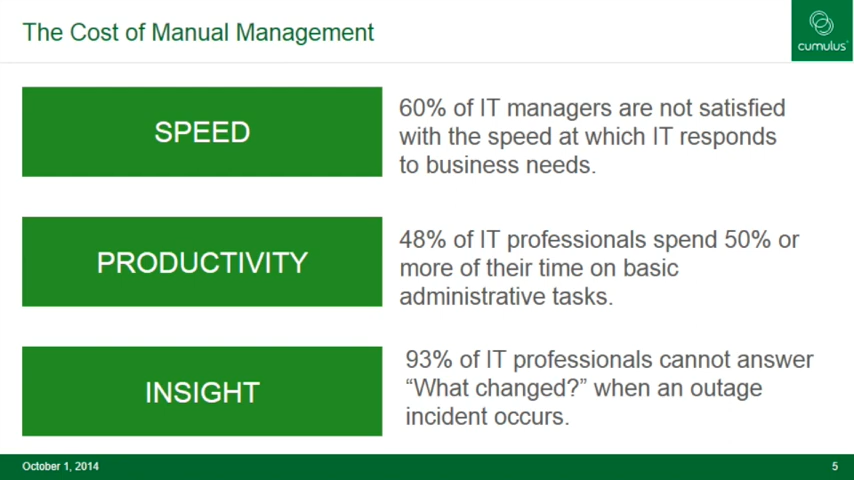 The Cost of Manual Management
cumulus
SPEED
60% of IT managers are not satisfied
with the speed at which IT responds
to business needs.
PRODUCTIVITY
48% of IT professionals spend 50% or
more of their time on basic
administrative tasks.
INSIGHT
93% of IT professionals cannot answer
“What changed?” when an outage
incident occurs.
October 1, 2014
5